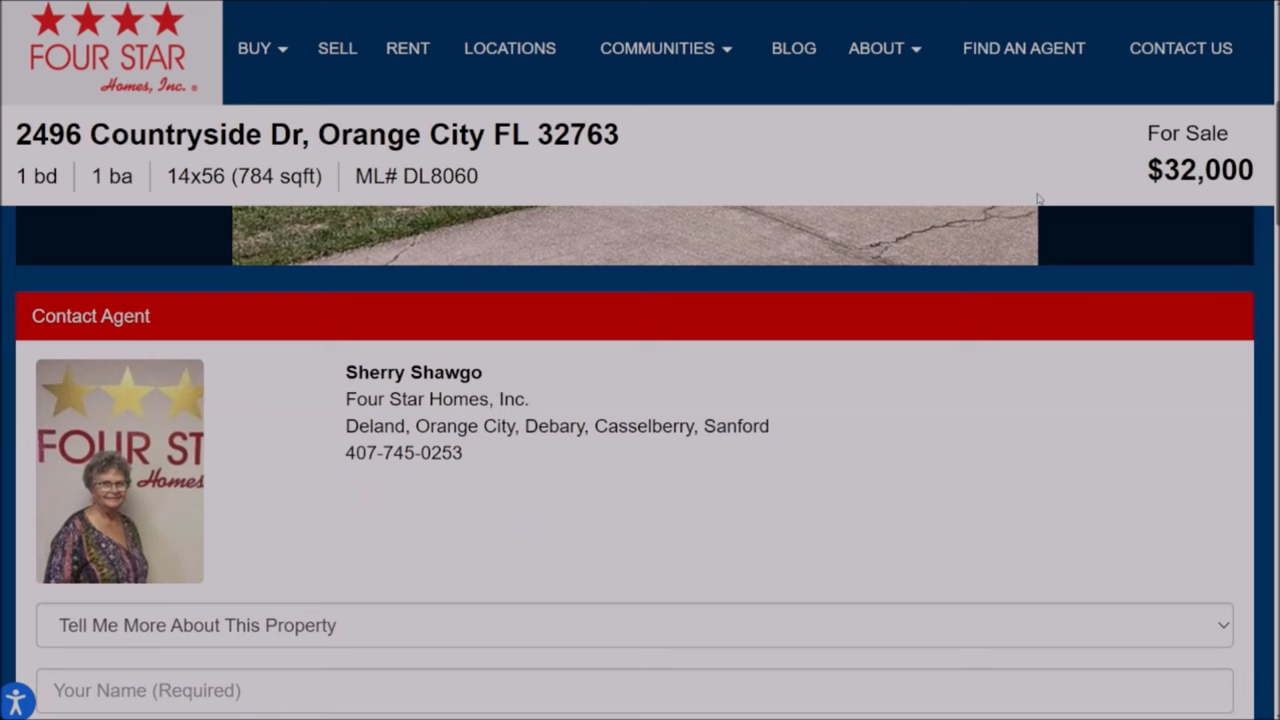 FOUR STAR
Homes, Inc. ®
BUY
SELL
RENT
LOCATIONS
COMMUNITIES
BLOG
ABOUT
FIND AN AGENT
CONTACT US
2496 Countryside Dr, Orange City FL 32763
For Sale
1 bd
1 ba
14x56 (784 sqft)
ML# DL8060
$32,000
Contact Agent
FOUR ST
Homes
Sherry Shawgo
Four Star Homes, Inc.
Deland, Orange City, Debary, Casselberry, Sanford
407-745-0253
Tell Me More About This Property
Your Name (Required)